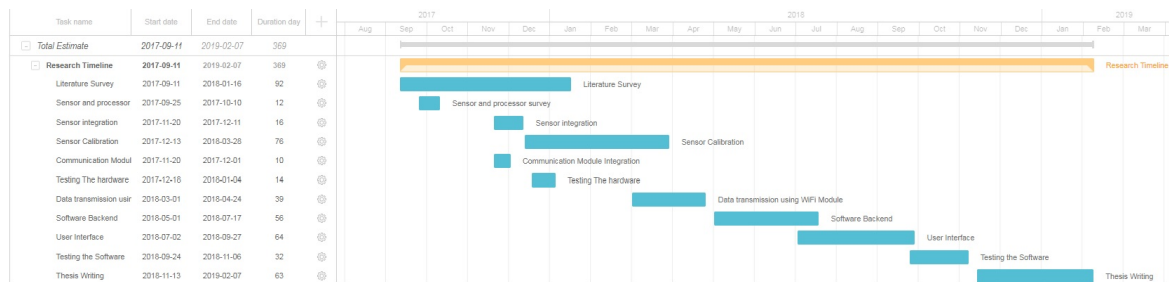 2017 2018 2019
Task name Start date End date Duration day
Aug Sep Oct Nov Dec Jan Feb Mar Apr May Jun Jul Aug Sep Oct Nov Dec Jan Feb Mar
Total Estimate 2017-09-11 2019-02-07 369
Research Timeline 2017-09-11 2019-02-07 369 Research Timeline
Literature Survey 2017-09-11 2018-01-16 92 Literature Survey
Sensor and processor 2017-09-25 2017-10-10 12 Sensor and processor survey
Sensor integration 2017-11-20 2017-12-11 16 Sensor integration
Sensor Calibration 2017-12-13 2018-03-28 76 Sensor Calibration
Communication Modul 2017-11-20 2017-12-01 10 Communication Module Integration
Testing The hardware 2017-12-18 2018-01-04 14 Testing The hardware
Data transmission usir 2018-03-01 2018-04-24 39 Data transmission using WiFi Module
Software Backend 2018-05-01 2018-07-17 56 Software Backend
User Interface 2018-07-02 2018-09-27 64 User Interface
Testing the Software 2018-09-24 2018-11-06 32 Testing the Software
Thesis Writing 2018-11-13 2019-02-07 63 Thesis Writing